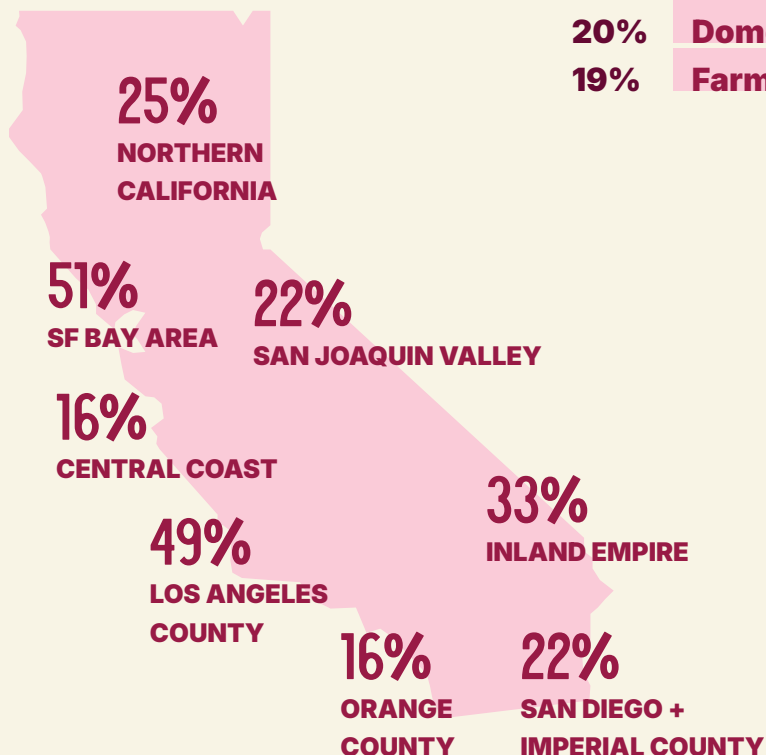 20% Dom
19% Farm
25%
NORTHERN
CALIFORNIA
51%
SF BAY AREA
22%
SAN JOAQUIN VALLEY
16%
CENTRAL COAST
33%
INLAND EMPIRE
49%
LOS ANGELES
COUNTY
16%
ORANGE
COUNTY
22%
SAN DIEGO +
IMPERIAL COUNTY